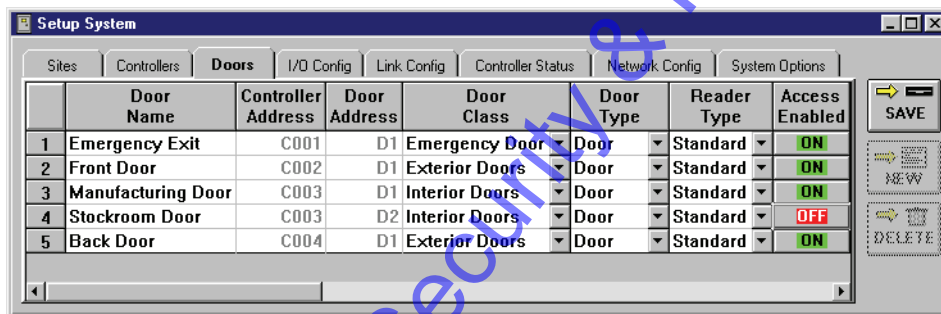 Setup System
Sites Controllers Doors I/O Config Link Config Controller Status Network Config System Options
Door Name Controller Address Door Address Door Class Door Type Reader Type Access Enabled
1 Emergency Exit C001 D1 Emergency Door Door Standard ON
2 Front Door C002 D1 Exterior Doors Door Standard ON
3 Manufacturing Door C003 D1 Interior Doors Door Standard ON
4 Stockroom Door C003 D2 Interior Doors Door Standard OFF
5 Back Door C004 D1 Exterior Doors Door Standard ON
SAVE
NEW
DELETE
Security &